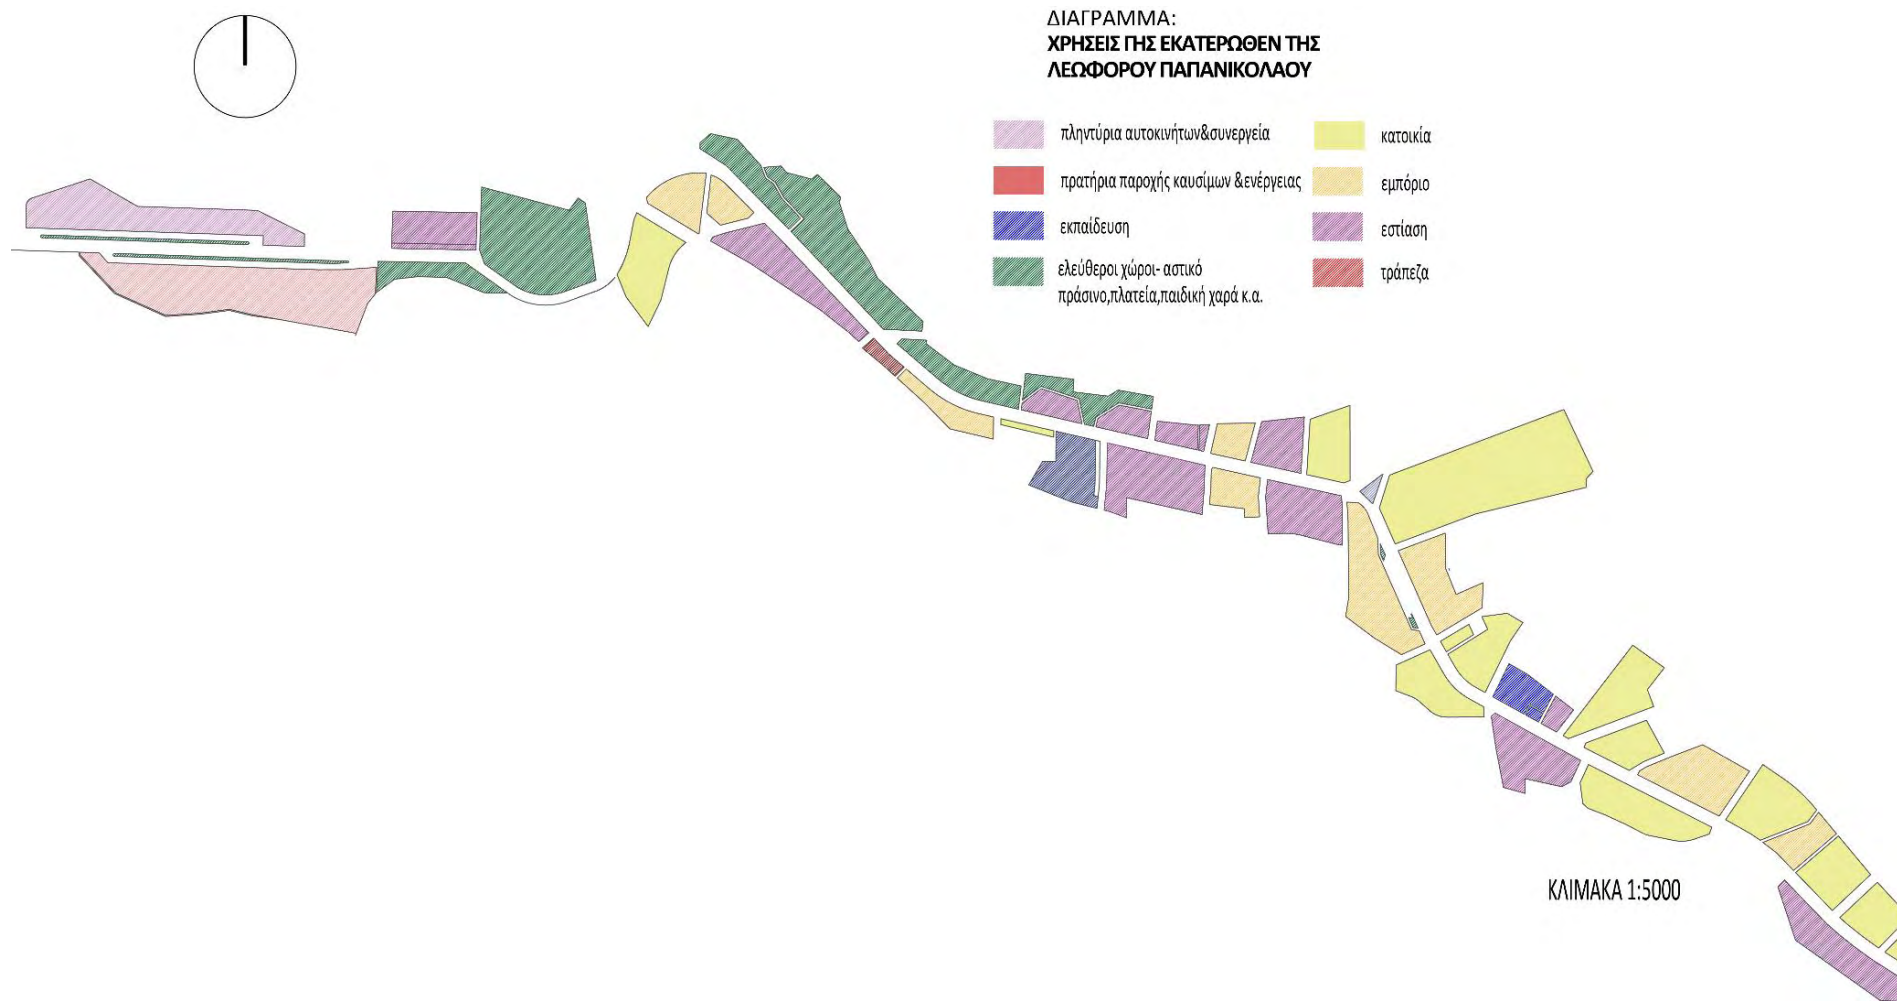 ΔΙΑΓΡΑΜΜΑ:
ΧΡΗΣΕΙΣ ΓΗΣ ΕΚΑΤΕΡΩΘΕΝ ΤΗΣ
ΛΕΩΦΟΡΟΥ ΠΑΠΑΝΙΚΟΛΑΟΥ
πληντύρια αυτοκινήτων&συνεργεία
πρατήρια παροχής καυσίμων &ενέργειας
εκπαίδευση
ελεύθεροι χώροι- αστικό
πράσινο,πλατεία,παιδική χαρά κ.α.
κατοικία
εμπόριο
εστίαση
τράπεζα
ΚΛΙΜΑΚΑ 1:5000